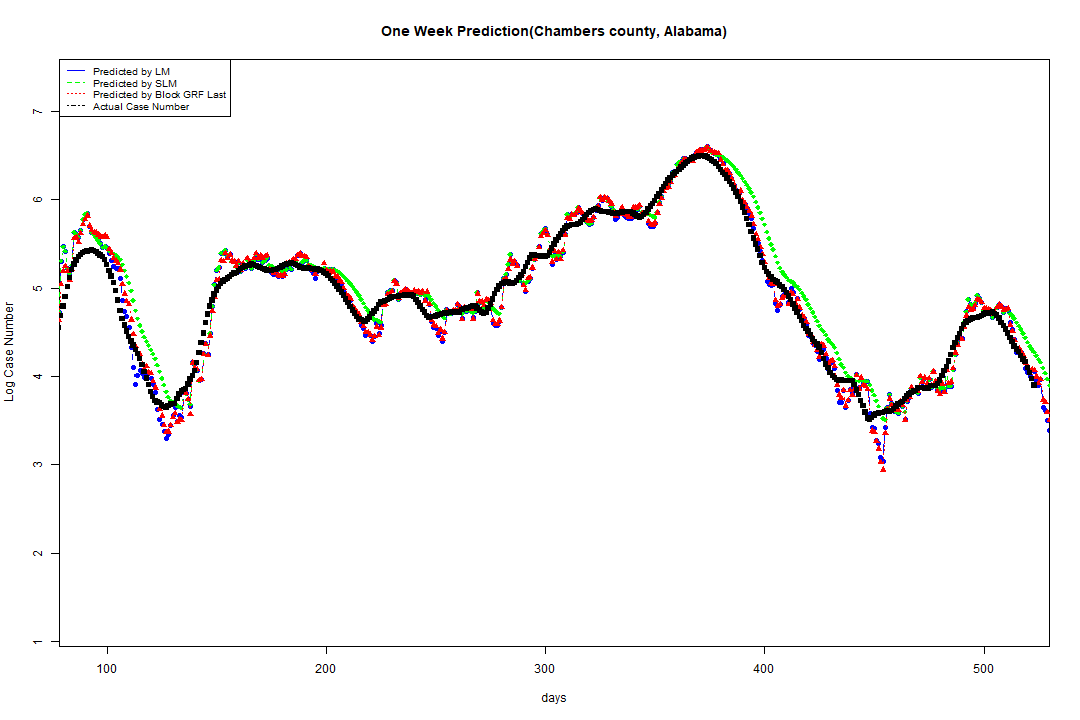 One Week Prediction(Chambers county, Alabama)
Predicted by LM
Predicted by SLM
Predicted by Block GRF Last
Actual Case Number
7
6
5
4
3
2
1
Log Case Number
100 200 300 400 500
days